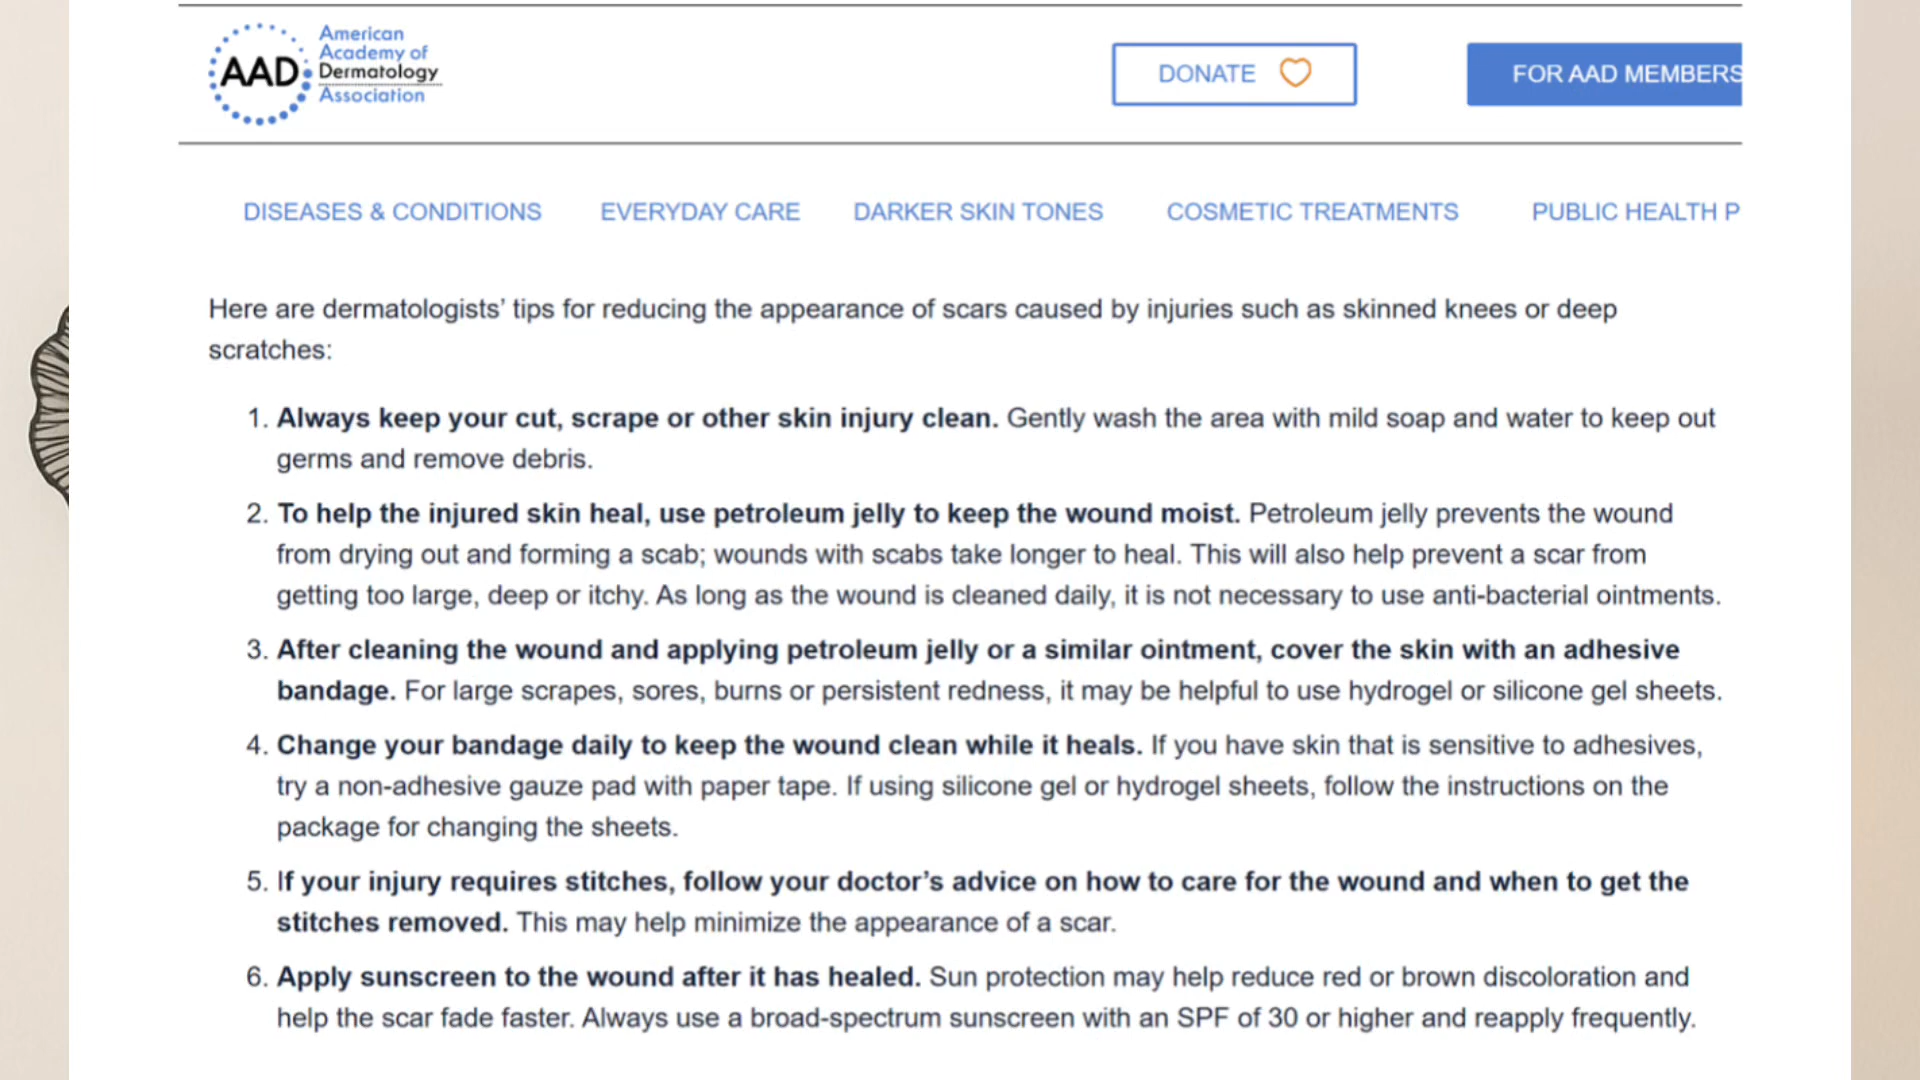 American
Academy of
AAD Dermatology
Association
DONATE
FOR AAD MEMBERS
DISEASES & CONDITIONS EVERYDAY CARE DARKER SKIN TONES COSMETIC TREATMENTS PUBLIC HEALTH P
Here are dermatologists’ tips for reducing the appearance of scars caused by injuries such as skinned knees or deep
scratches:
1. Always keep your cut, scrape or other skin injury clean. Gently wash the area with mild soap and water to keep out
germs and remove debris.
2. To help the injured skin heal, use petroleum jelly to keep the wound moist. Petroleum jelly prevents the wound
from drying out and forming a scab; wounds with scabs take longer to heal. This will also help prevent a scar from
getting too large, deep or itchy. As long as the wound is cleaned daily, it is not necessary to use anti-bacterial ointments.
3. After cleaning the wound and applying petroleum jelly or a similar ointment, cover the skin with an adhesive
bandage. For large scrapes, sores, burns or persistent redness, it may be helpful to use hydrogel or silicone gel sheets.
4. Change your bandage daily to keep the wound clean while it heals. If you have skin that is sensitive to adhesives,
try a non-adhesive gauze pad with paper tape. If using silicone gel or hydrogel sheets, follow the instructions on the
package for changing the sheets.
5. If your injury requires stitches, follow your doctor’s advice on how to care for the wound and when to get the
stitches removed. This may help minimize the appearance of a scar.
6. Apply sunscreen to the wound after it has healed. Sun protection may help reduce red or brown discoloration and
help the scar fade faster. Always use a broad-spectrum sunscreen with an SPF of 30 or higher and reapply frequently.